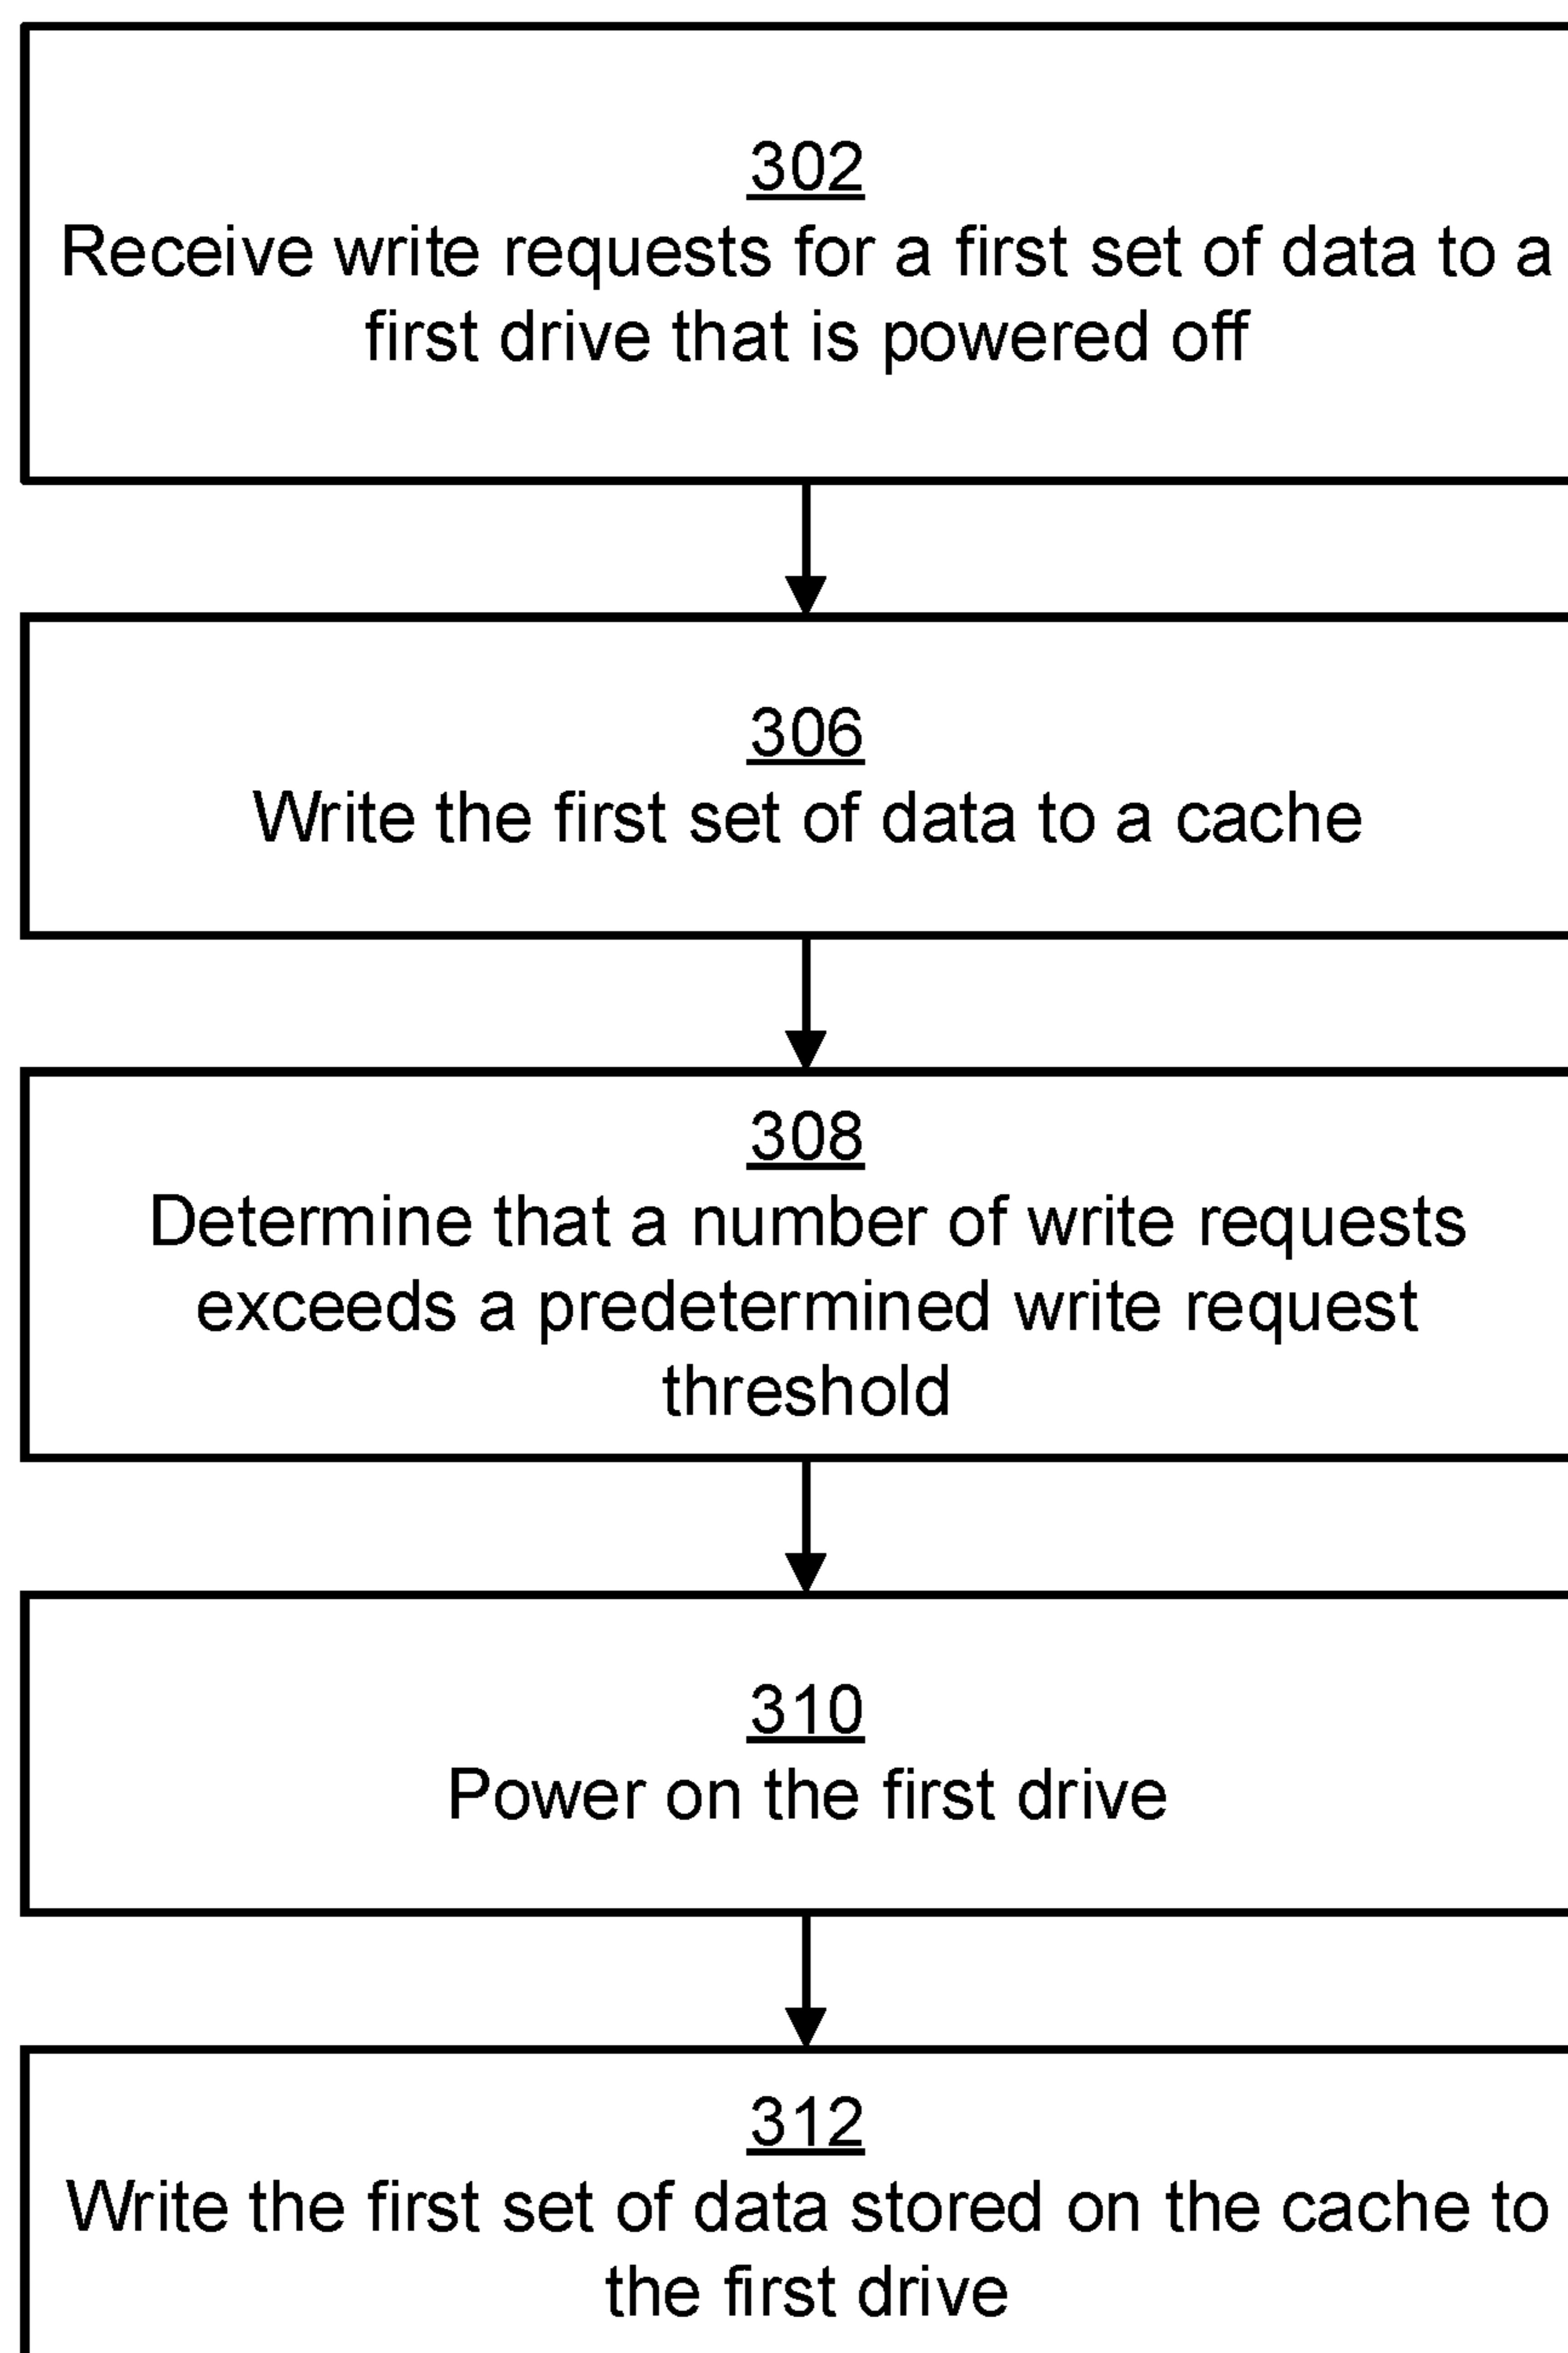 302
Receive write requests for a first set of data to a
first drive that is powered off
306
Write the first set of data to a cache
308
Determine that a number of write requests
exceeds a predetermined write request
threshold
310
Power on the first drive
312
Write the first set of data stored on the cache to
the first drive